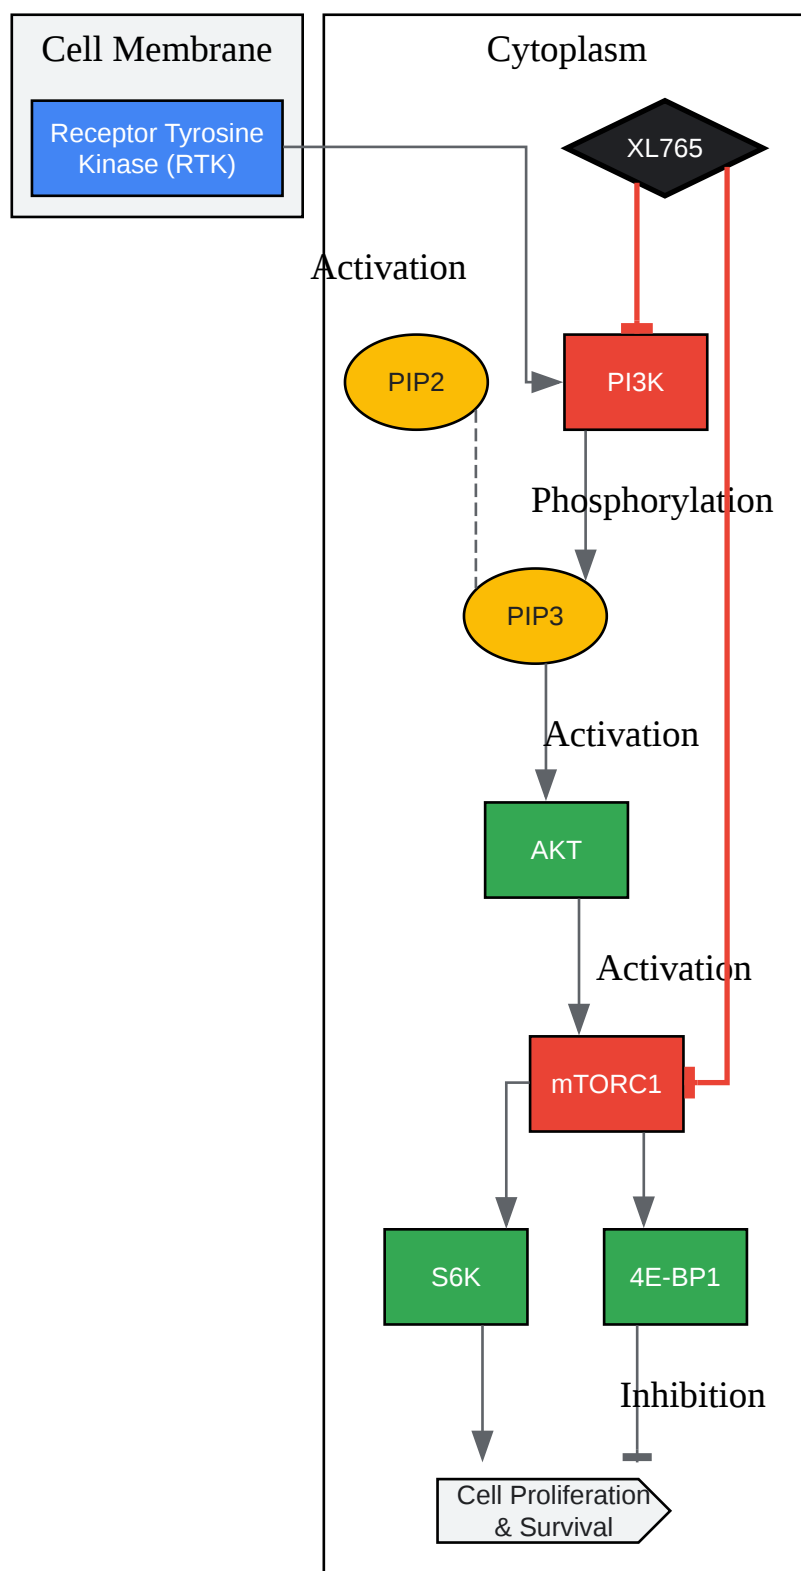 Cell Membrane
Cytoplasm
Receptor Tyrosine
Kinase (RTK)
XL765
Activation
PIP2
PI3K
Phosphorylation
PIP3
Activation
AKT
Activation
mTORC1
S6K
4E-BP1
Inhibition
Cell Proliferation
& Survival